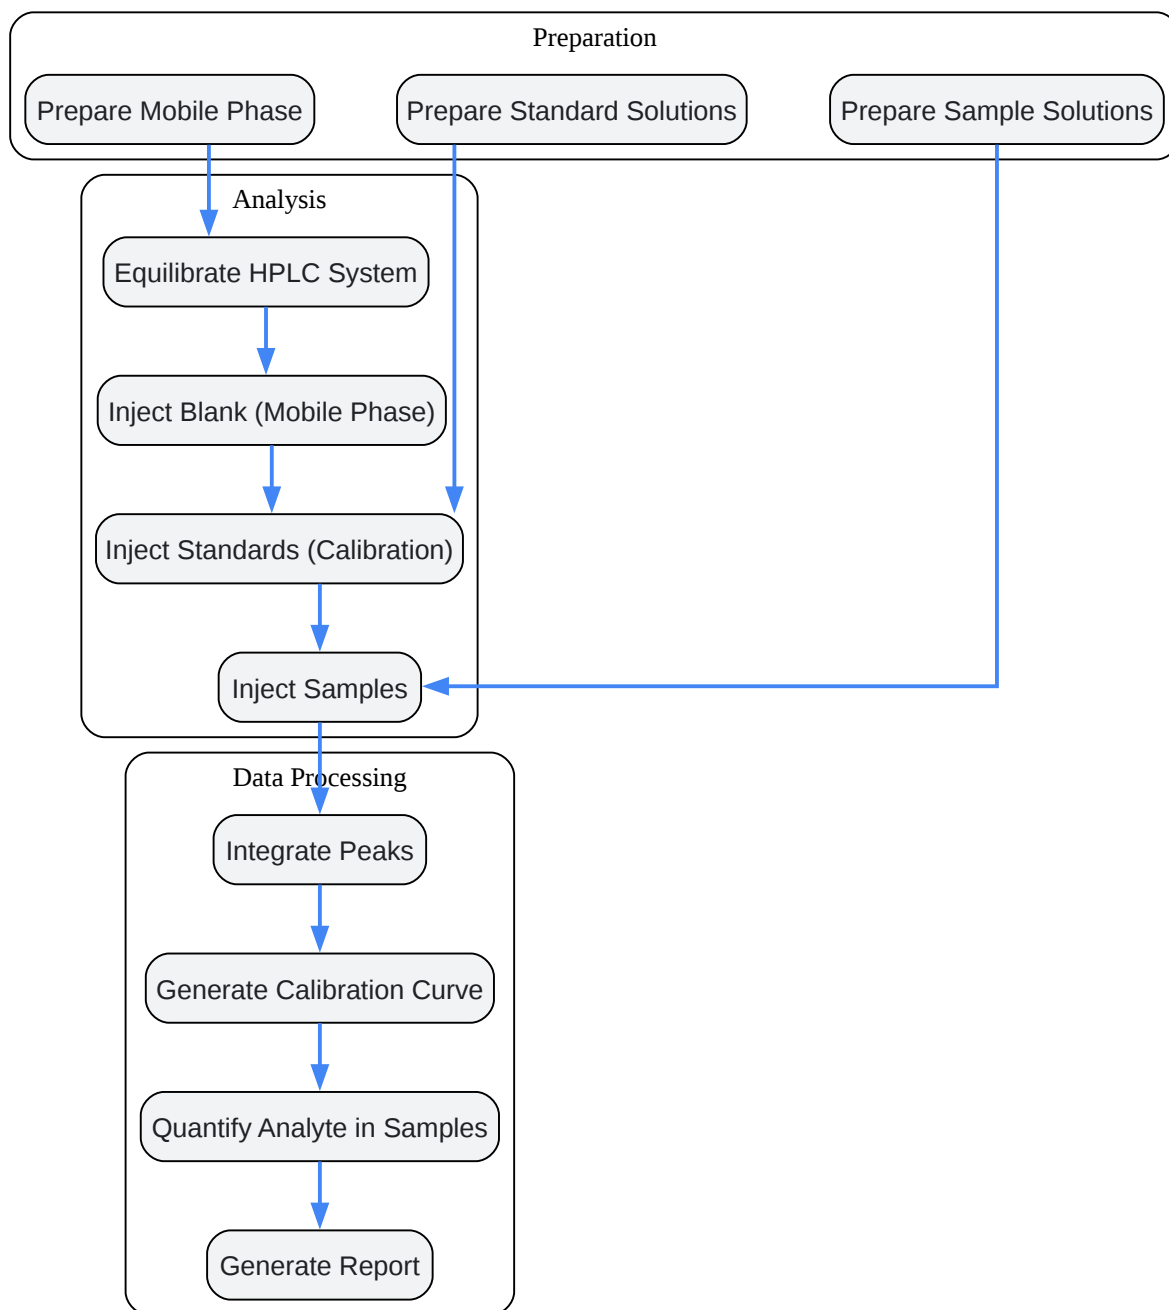 Preparation
Prepare Mobile Phase
Prepare Standard Solutions
Prepare Sample Solutions
Analysis
Equilibrate HPLC System
Inject Blank (Mobile Phase)
Inject Standards (Calibration)
Inject Samples
Data Processing
Integrate Peaks
Generate Calibration Curve
Quantify Analyte in Samples
Generate Report